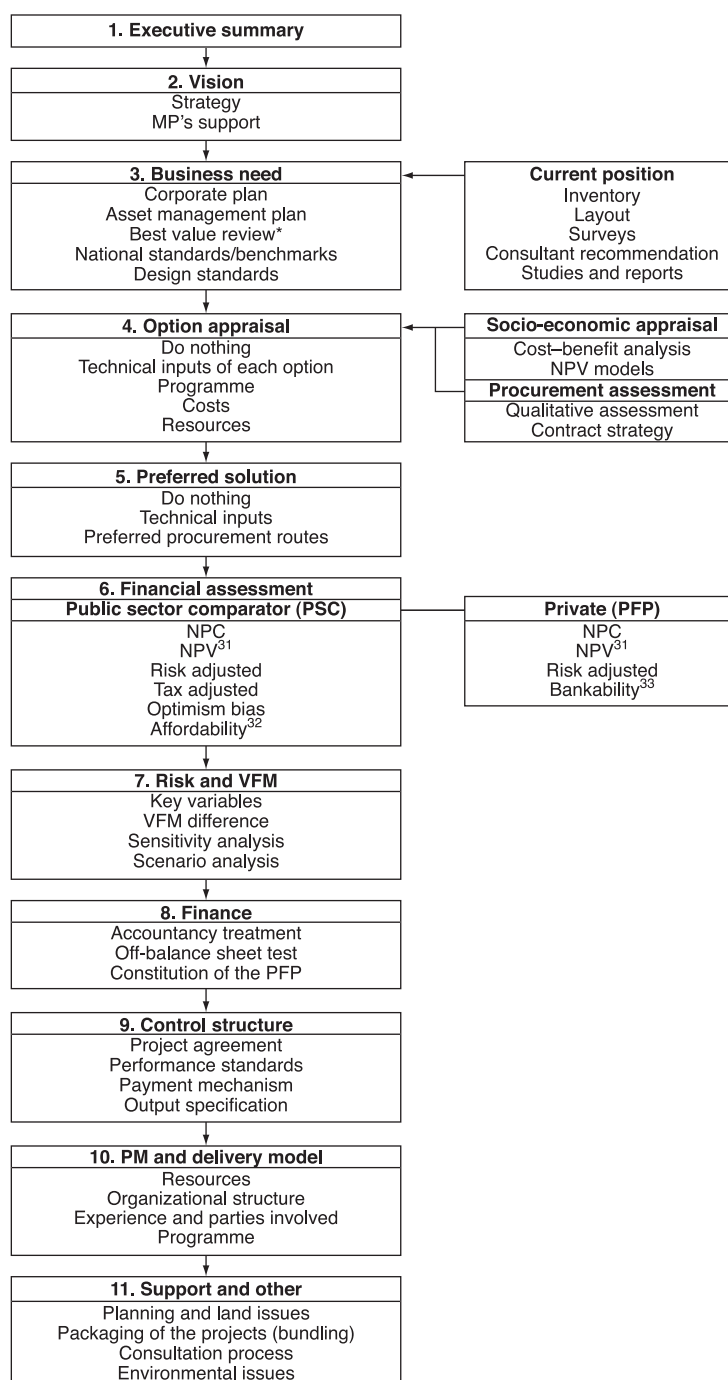 1. Executive summary
2. Vision
Strategy
MP's support
3. Business need
Corporate plan
Asset management plan
Best value review*
National standards/benchmarks
Design standards
Current position
Inventory
Layout
Surveys
Consultant recommendation
Studies and reports
4. Option appraisal
Do nothing
Technical inputs of each option
Programme
Costs
Resources
Socio-economic appraisal
Cost–benefit analysis
NPV models
Procurement assessment
Qualitative assessment
Contract strategy
5. Preferred solution
Do nothing
Technical inputs
Preferred procurement routes
6. Financial assessment
Public sector comparator (PSC)
NPC
NPV31
Risk adjusted
Tax adjusted
Optimism bias
Affordability32
Private (PFP)
NPC
NPV31
Risk adjusted
Bankability33
7. Risk and VFM
Key variables
VFM difference
Sensitivity analysis
Scenario analysis
8. Finance
Accountancy treatment
Off-balance sheet test
Constitution of the PFP
9. Control structure
Project agreement
Performance standards
Payment mechanism
Output specification
10. PM and delivery model
Resources
Organizational structure
Experience and parties involved
Programme
11. Support and other
Planning and land issues
Packaging of the projects (bundling)
Consultation process
Environmental issues